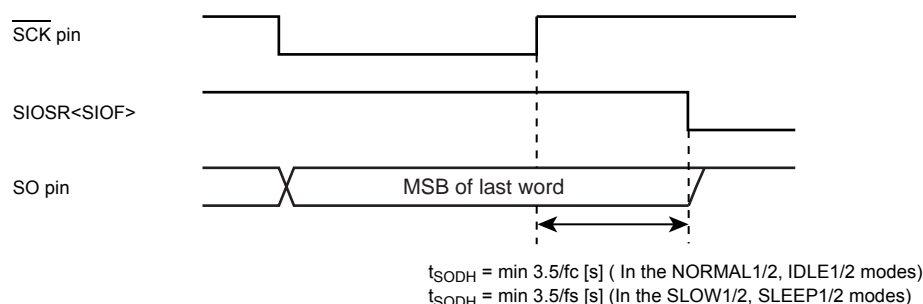 SCK pin
SIOSR<SIOF>
SO pin
MSB of last word
tSODH = min 3.5/fc [s] ( In the NORMAL1/2, IDLE1/2 modes)
tSODH = min 3.5/fs [s] (In the SLOW1/2, SLEEP1/2 modes)